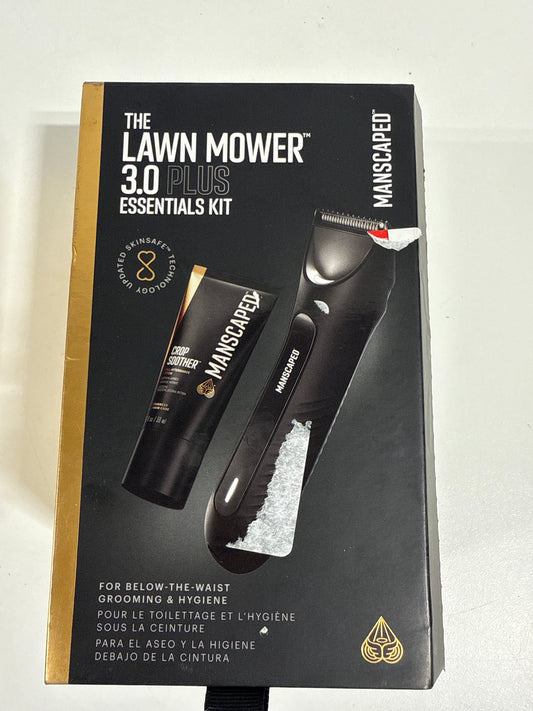 THE
LAWN MOWER™
3.0 PLUS
ESSENTIALS KIT
MANSCAPED™
UPDATED SKINSAFE™ TECHNOLOGY
CROP
SOOTHER™
MANSCAPED
MANSCAPED
FOR BELOW-THE-WAIST
GROOMING & HYGIENE
POUR LE TOILETTAGE ET L'HYGIÈNE
SOUS LA CEINTURE
PARA EL ASEO Y LA HIGIENE
DEBAJO DE LA CINTURA